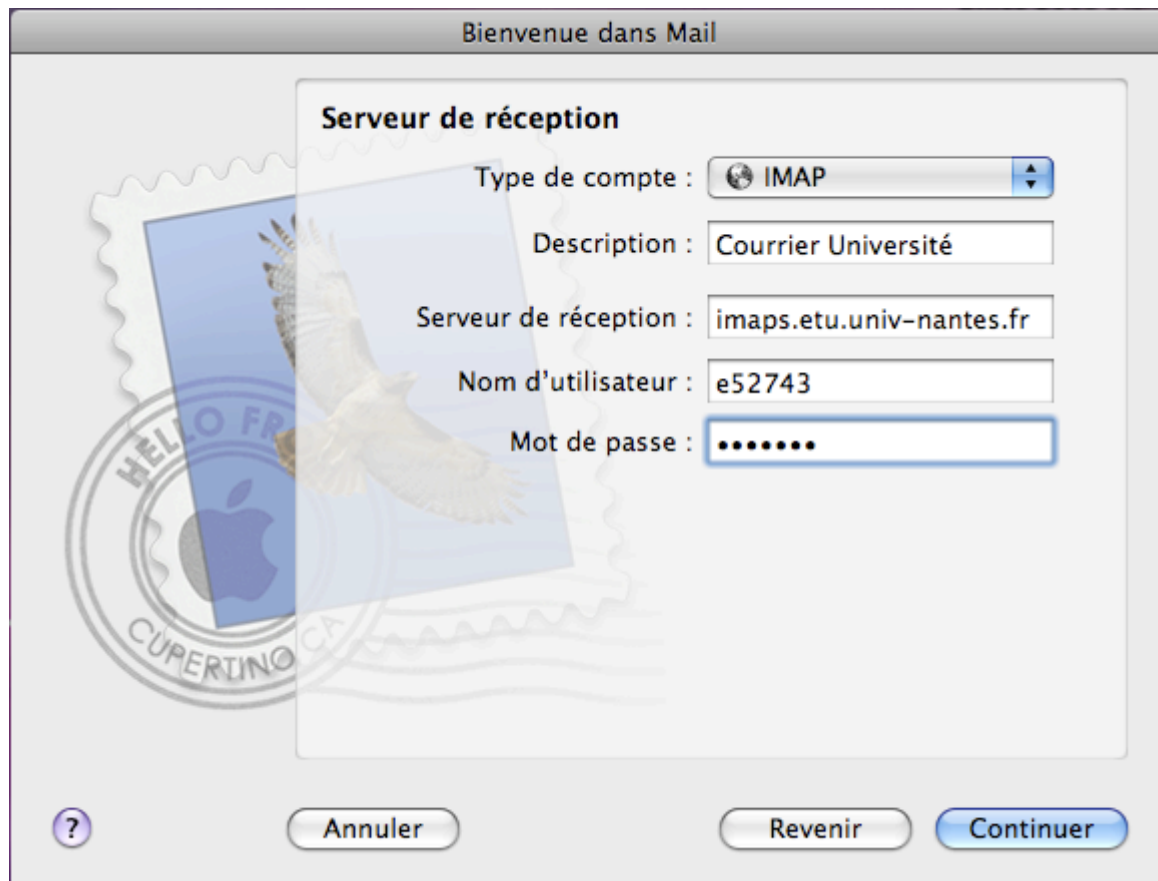 Bienvenue dans Mail
Serveur de réception
Type de compte : IMAP
Description : Courrier Université
Serveur de réception : imaps.etu.univ-nantes.fr
Nom d'utilisateur : e52743
Mot de passe : •••••••
HELLO FR
CUPERTINO CA
? Annuler Revenir Continuer